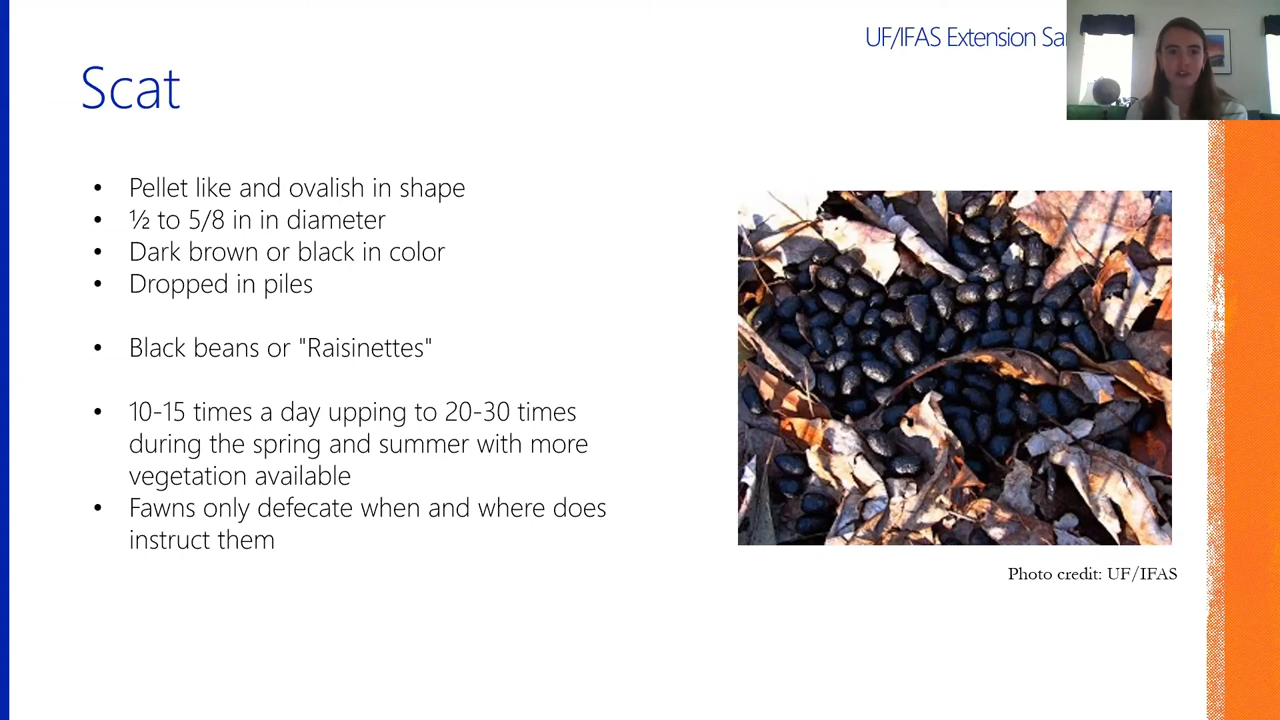 UF/IFAS Extension
Scat
• Pellet like and ovalish in shape
• ½ to 5/8 in in diameter
• Dark brown or black in color
• Dropped in piles
• Black beans or "Raisinettes"
• 10-15 times a day upping to 20-30 times
during the spring and summer with more
vegetation available
• Fawns only defecate when and where does
instruct them
Photo credit: UF/IFAS